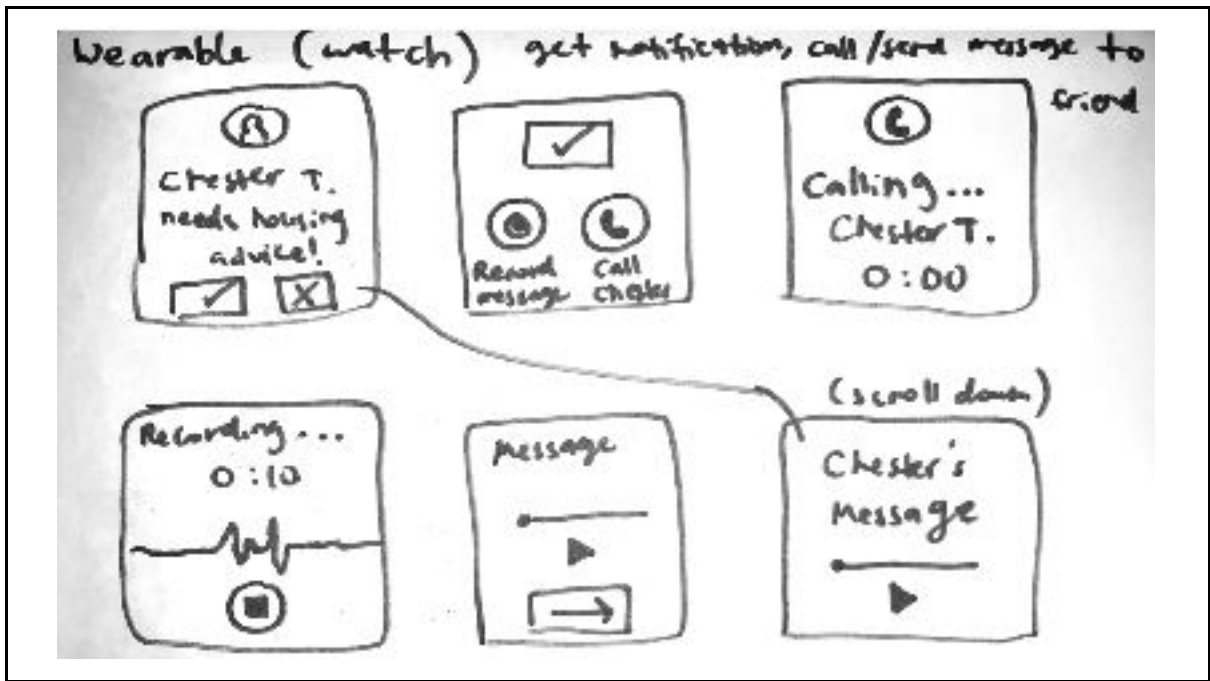 Wearable (watch) get notification, call/send message to
friend
Chester T.
needs housing
advice!
Record
message
Call
Chester
Calling...
Chester T.
0:00
Recording...
0:10
Message
(scroll down)
Chester's
Message